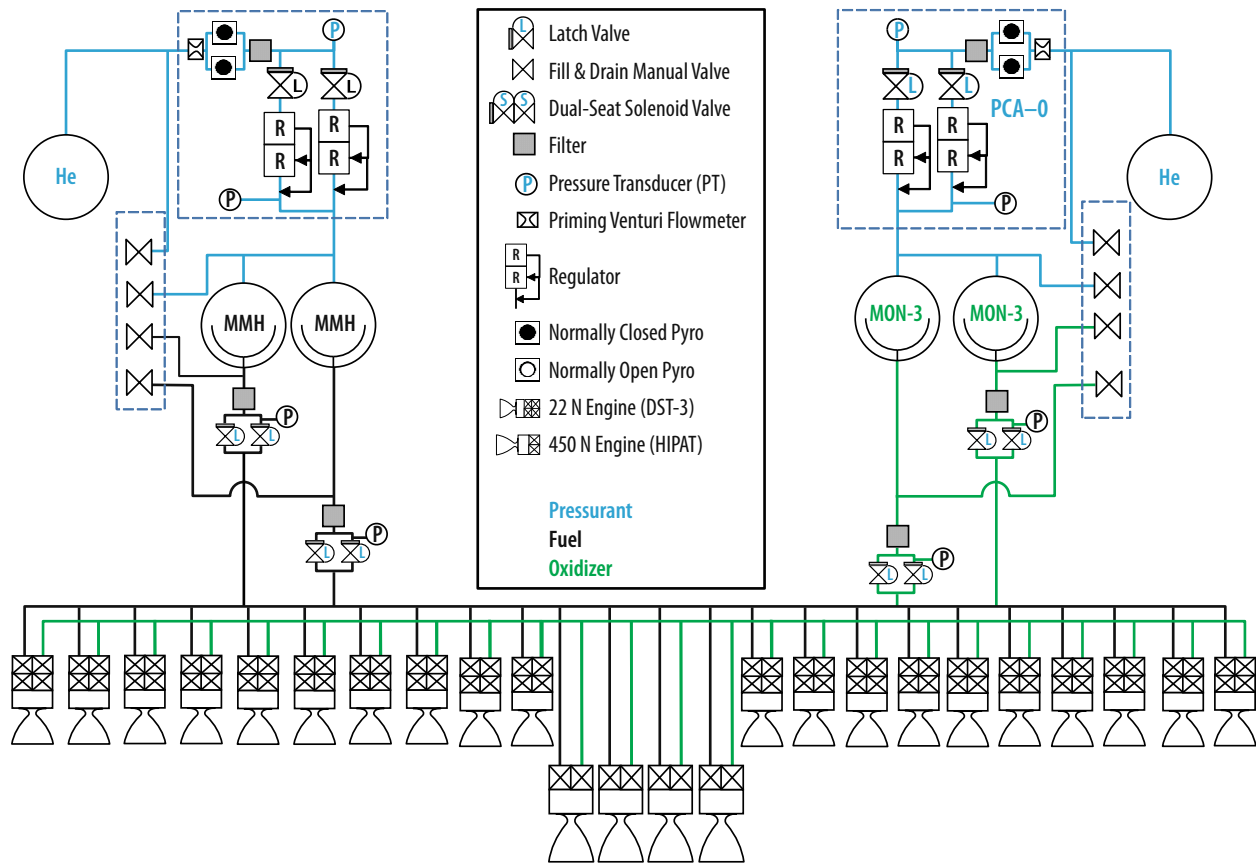 P
L
L
R
R
R
R
P
He
MMH
MMH
L
L
P
L
L
P
L
Latch Valve
Fill & Drain Manual Valve
S S
Dual-Seat Solenoid Valve
Filter
P
Pressure Transducer (PT)
Priming Venturi Flowmeter
R
R
Regulator
Normally Closed Pyro
Normally Open Pyro
22 N Engine (DST-3)
450 N Engine (HIPAT)
Pressurant
Fuel
Oxidizer
P
L
L
PCA–0
R
R
R
R
P
He
MON-3
MON-3
L
L
P
L
L
P